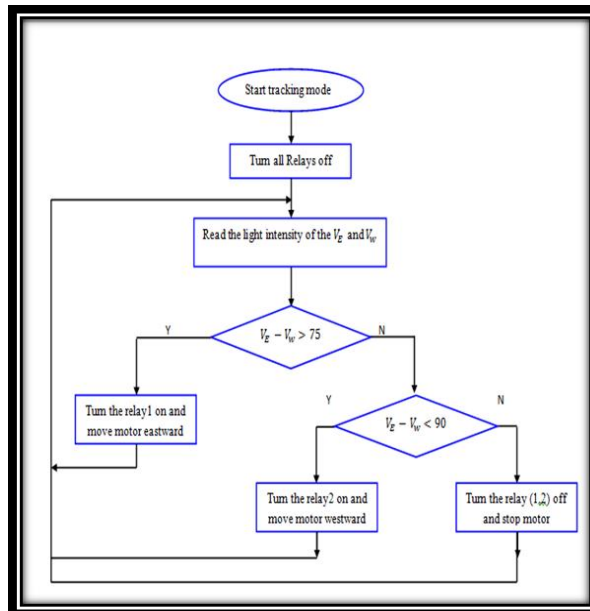 Start tracking mode
Turn all Relays off
Read the light intensity of the V_E and V_w
Y
V_E − V_w > 75
N
Turn the relay1 on and
move motor eastward
Y
V_E − V_w < 90
N
Turn the relay2 on and
move motor westward
Turn the relay (1,2) off
and stop motor